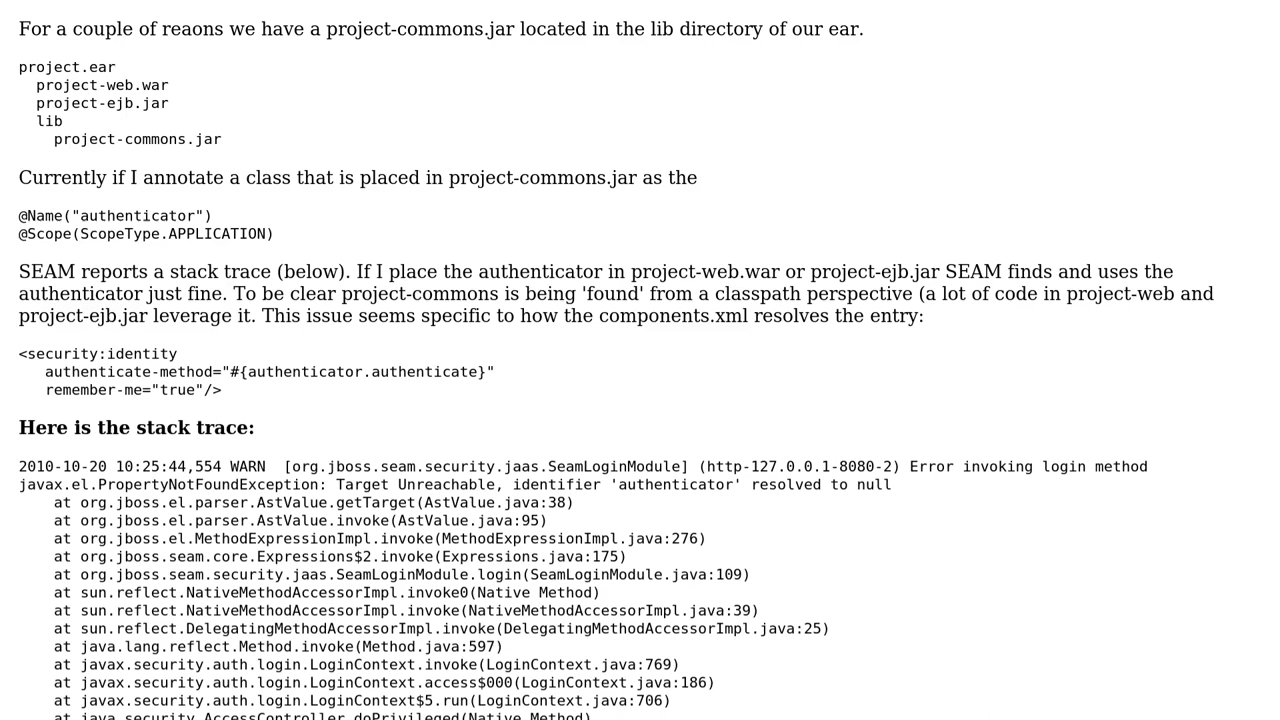 For a couple of reaons we have a project-commons.jar located in the lib directory of our ear.
project.ear
  project-web.war
  project-ejb.jar
  lib
    project-commons.jar
Currently if I annotate a class that is placed in project-commons.jar as the
@Name("authenticator")
@Scope(ScopeType.APPLICATION)
SEAM reports a stack trace (below). If I place the authenticator in project-web.war or project-ejb.jar SEAM finds and uses the
authenticator just fine. To be clear project-commons is being 'found' from a classpath perspective (a lot of code in project-web and
project-ejb.jar leverage it. This issue seems specific to how the components.xml resolves the entry:
<security:identity
   authenticate-method="#{authenticator.authenticate}"
   remember-me="true"/>
Here is the stack trace:
2010-10-20 10:25:44,554 WARN  [org.jboss.seam.security.jaas.SeamLoginModule] (http-127.0.0.1-8080-2) Error invoking login method
javax.el.PropertyNotFoundException: Target Unreachable, identifier 'authenticator' resolved to null
    at org.jboss.el.parser.AstValue.getTarget(AstValue.java:38)
    at org.jboss.el.parser.AstValue.invoke(AstValue.java:95)
    at org.jboss.el.MethodExpressionImpl.invoke(MethodExpressionImpl.java:276)
    at org.jboss.seam.core.Expressions$2.invoke(Expressions.java:175)
    at org.jboss.seam.security.jaas.SeamLoginModule.login(SeamLoginModule.java:109)
    at sun.reflect.NativeMethodAccessorImpl.invoke0(Native Method)
    at sun.reflect.NativeMethodAccessorImpl.invoke(NativeMethodAccessorImpl.java:39)
    at sun.reflect.DelegatingMethodAccessorImpl.invoke(DelegatingMethodAccessorImpl.java:25)
    at java.lang.reflect.Method.invoke(Method.java:597)
    at javax.security.auth.login.LoginContext.invoke(LoginContext.java:769)
    at javax.security.auth.login.LoginContext.access$000(LoginContext.java:186)
    at javax.security.auth.login.LoginContext$5.run(LoginContext.java:706)
    at java.security.AccessController.doPrivileged(Native Method)